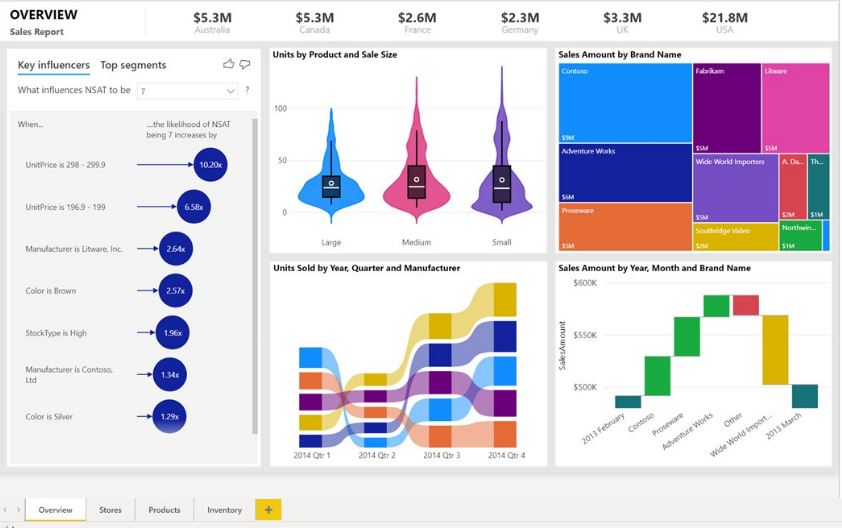 OVERVIEW
Sales Report
$5.3M
Australia
$5.3M
Canada
$2.6M
France
$2.3M
Germany
$3.3M
UK
$21.8M
USA
Key influencers
Top segments
What influences NSAT to be
7
?
When...
...the likelihood of NSAT
being 7 increases by
UnitPrice is 298 - 299.9
10.20x
UnitPrice is 196.9 - 199
6.58x
Manufacturer is Litware, Inc.
2.64x
Color is Brown
2.57x
StockType is High
1.96x
Manufacturer is Contoso,
Ltd
1.34x
Color is Silver
1.29x
Units by Product and Sale Size
100
50
0
Large
Medium
Small
Sales Amount by Brand Name
Contoso
$9M
Fabrikam
$5M
Litware
$5M
Adventure Works
$6M
Wide World Importers
$5M
A. Da...
$2M
Th...
$1M
Proseware
$5M
Southridge Video
$2M
Northwin...
$1M
Units Sold by Year, Quarter and Manufacturer
2014 Qtr 1
2014 Qtr 2
2014 Qtr 3
2014 Qtr 4
Sales Amount by Year, Month and Brand Name
SalesAmount
$600K
$550K
$500K
2013 February
Contoso
Proseware
Adventure Works
Other
Wide World Import...
2013 March
Overview
Stores
Products
Inventory
+